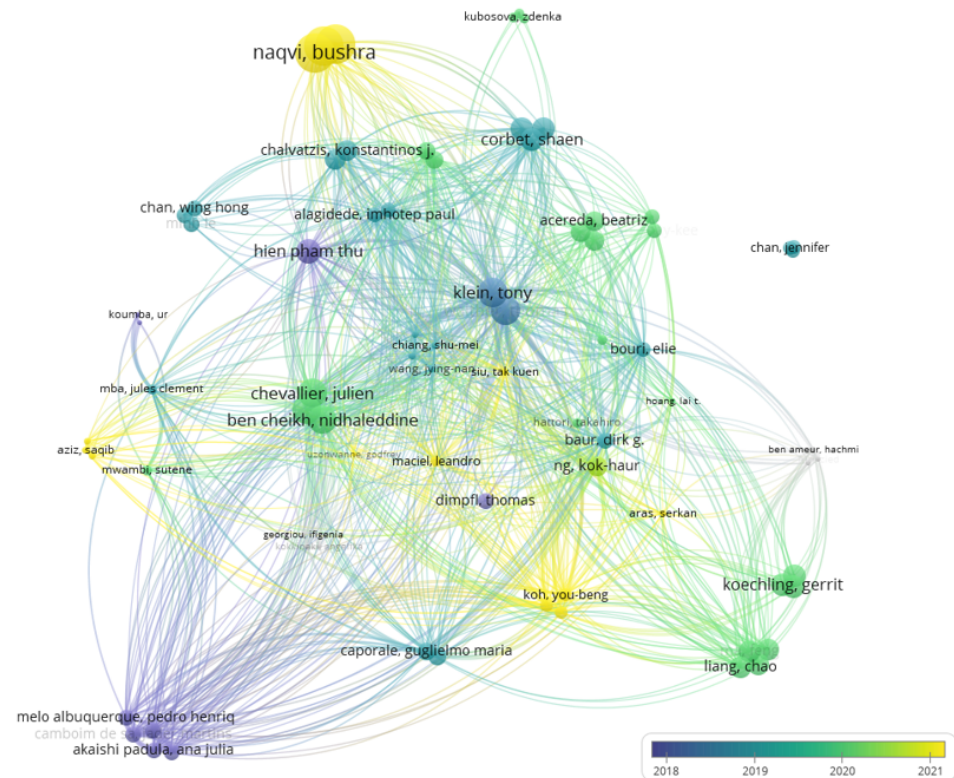 kubosova, zdenka
naqvi, bushra
corbet, shaen
chalvatzis, konstantinos j.
chan, wing hong
alagidede, imhotep paul
acereda, beatriz
chan, jennifer
hien pham thu
klein, tony
koumba, ur
chiang, shu-mei
bouri, elie
wang, jying-nan
siu, tak kuen
mba, jules clement
chevallier, julien
hoang, lai t.
ben cheikh, nidhaleddine
hattori, takahiro
baur, dirk g.
aziz, saqib
uzonwanne, godfrey
maciel, leandro
ben ameur, hachmi
mwambi, sutene
ng, kok-haur
dimpfl, thomas
aras, serkan
georgiou, ifigenia
koechling, gerrit
koh, you-beng
caporale, guglielmo maria
liang, chao
melo albuquerque, pedro henriq
camboim de
akaishi padula, ana julia
2018 2019 2020 2021